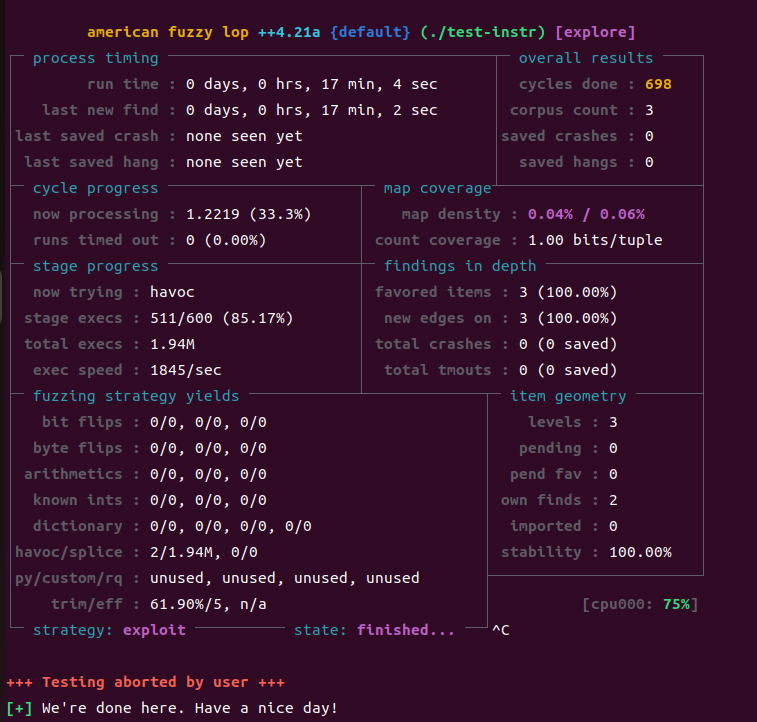 american fuzzy lop ++4.21a {default} (./test-instr) [explore]
process timing overall results
run time : 0 days, 0 hrs, 17 min, 4 sec cycles done : 698
last new find : 0 days, 0 hrs, 17 min, 2 sec corpus count : 3
last saved crash : none seen yet saved crashes : 0
last saved hang : none seen yet saved hangs : 0
cycle progress map coverage
now processing : 1.2219 (33.3%) map density : 0.04% / 0.06%
runs timed out : 0 (0.00%) count coverage : 1.00 bits/tuple
stage progress findings in depth
now trying : havoc favored items : 3 (100.00%)
stage execs : 511/600 (85.17%) new edges on : 3 (100.00%)
total execs : 1.94M total crashes : 0 (0 saved)
exec speed : 1845/sec total tmouts : 0 (0 saved)
fuzzing strategy yields item geometry
bit flips : 0/0, 0/0, 0/0 levels : 3
byte flips : 0/0, 0/0, 0/0 pending : 0
arithmetics : 0/0, 0/0, 0/0 pend fav : 0
known ints : 0/0, 0/0, 0/0 own finds : 2
dictionary : 0/0, 0/0, 0/0, 0/0 imported : 0
havoc/splice : 2/1.94M, 0/0 stability : 100.00%
py/custom/rq : unused, unused, unused, unused
trim/eff : 61.90%/5, n/a [cpu000: 75%]
strategy: exploit state: finished... ^C
+++ Testing aborted by user +++
[+] We're done here. Have a nice day!